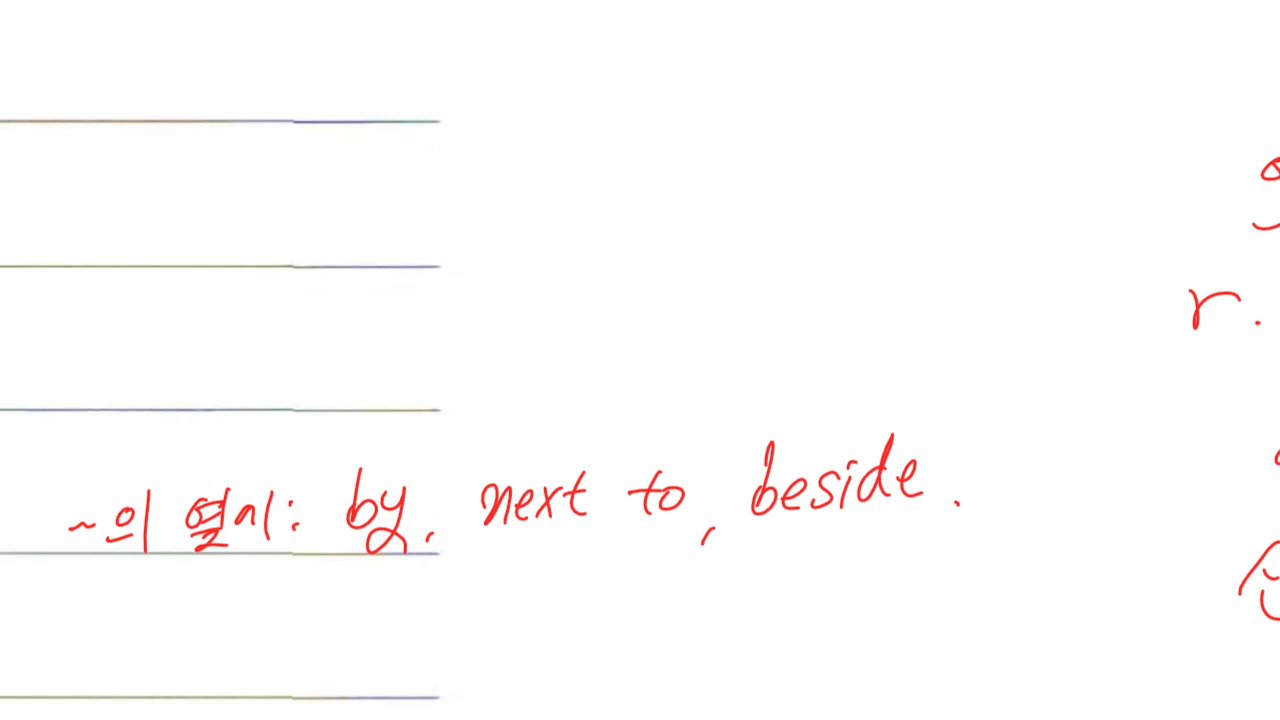 r.
~의 옆에: by, next to, beside.